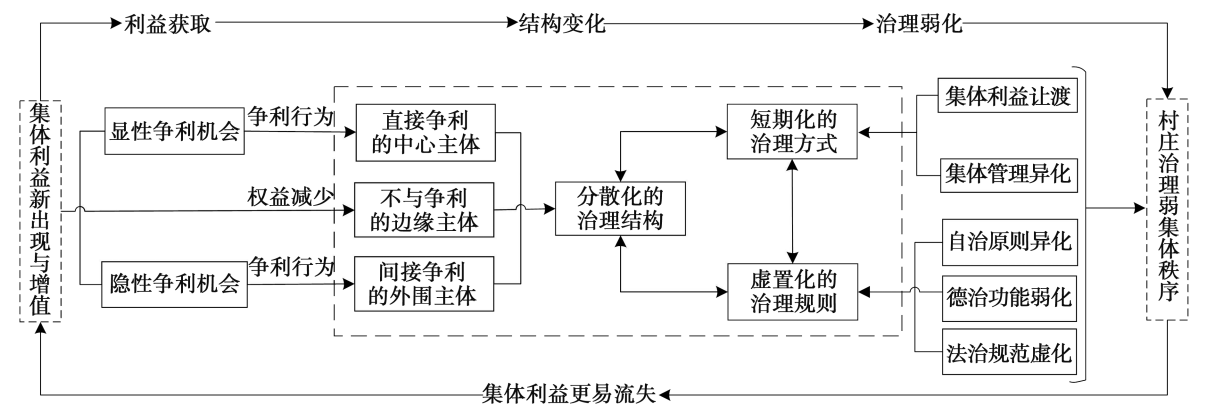 利益获取
结构变化
治理弱化
集体利益新出现与增值
显性争利机会
争利行为
直接争利
的中心主体
权益减少
不与争利
的边缘主体
隐性争利机会
争利行为
间接争利
的外围主体
分散化的
治理结构
短期化的
治理方式
虚置化的
治理规则
集体利益让渡
集体管理异化
自治原则异化
德治功能弱化
法治规范虚化
村庄治理弱集体秩序
集体利益更易流失